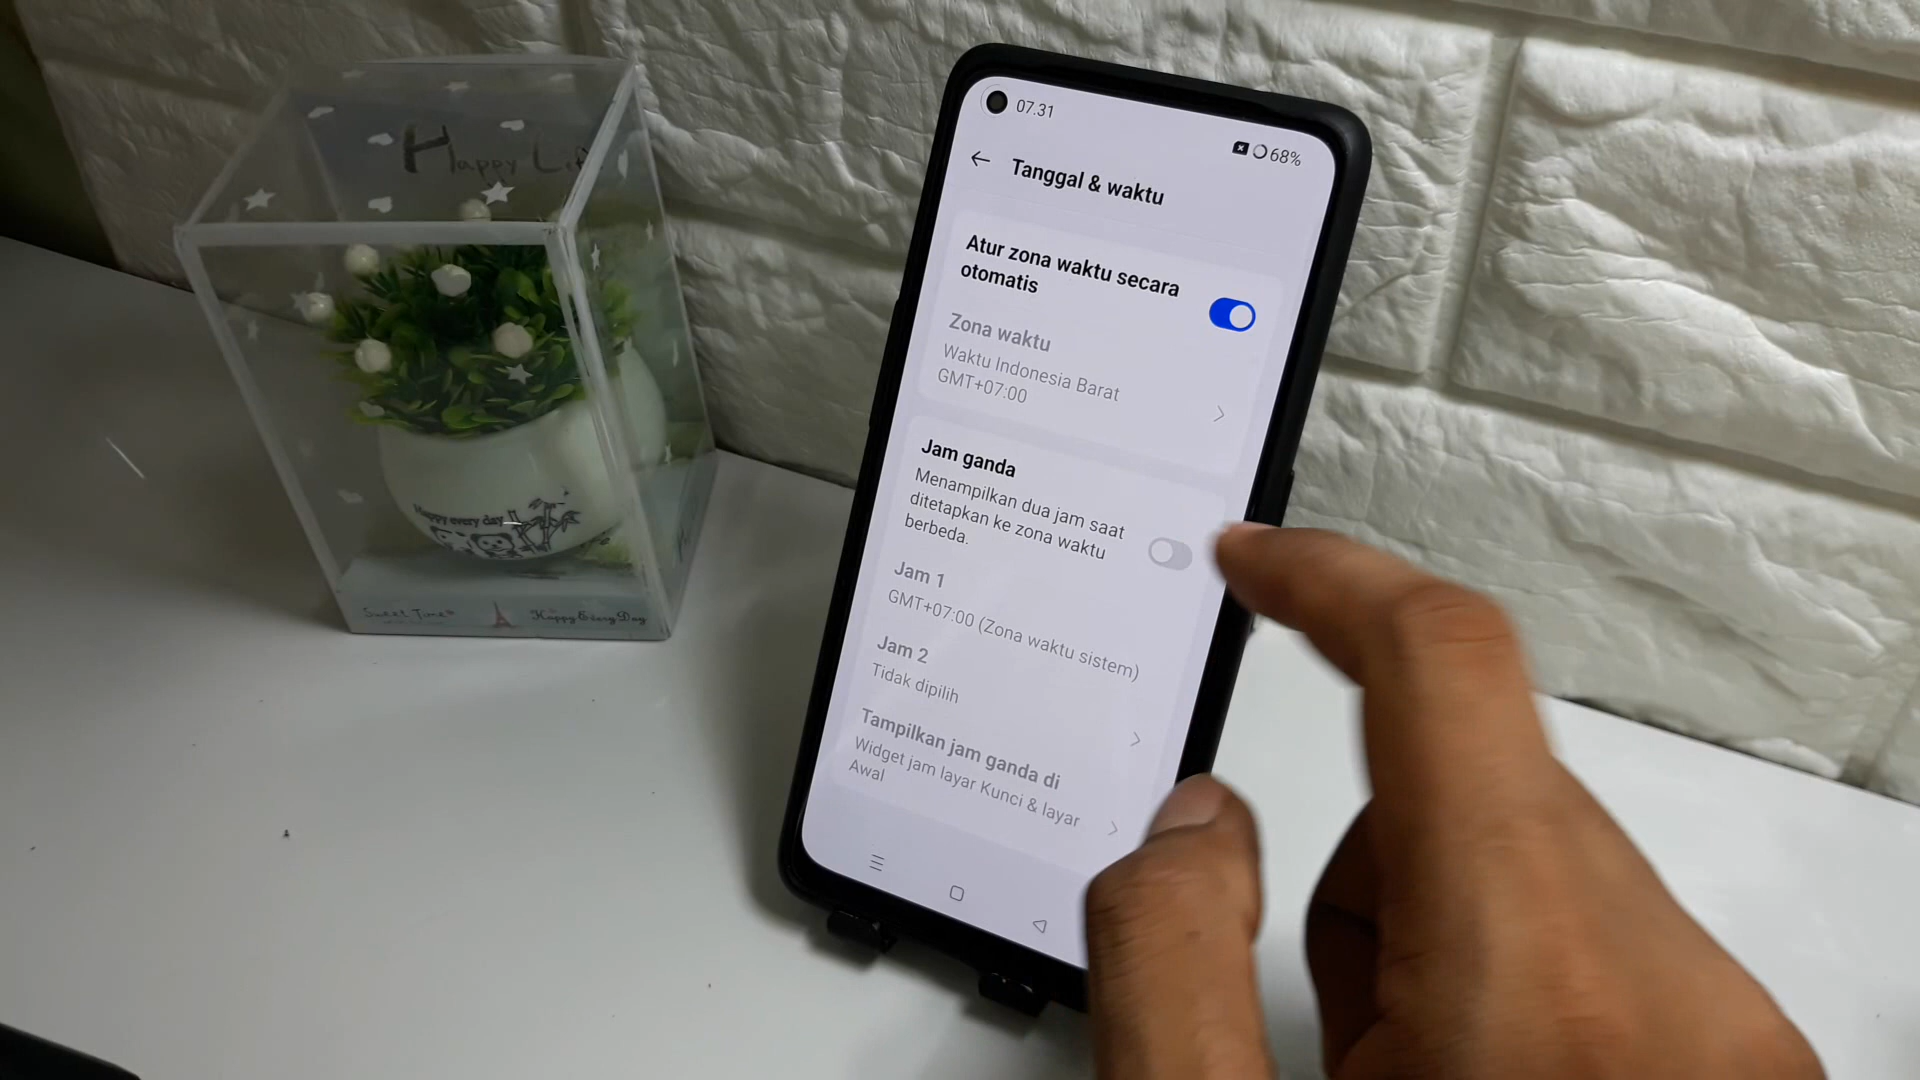 Happy Life
Happy every day
Sweet Time
Happy Every Day
07.31
68%
Tanggal & waktu
Atur zona waktu secara
otomatis
Zona waktu
Waktu Indonesia Barat
GMT+07:00
Jam ganda
Menampilkan dua jam saat
ditetapkan ke zona waktu
berbeda.
Jam 1
GMT+07:00 (Zona waktu sistem)
Jam 2
Tidak dipilih
Tampilkan jam ganda di
Widget jam layar Kunci & layar
Awal